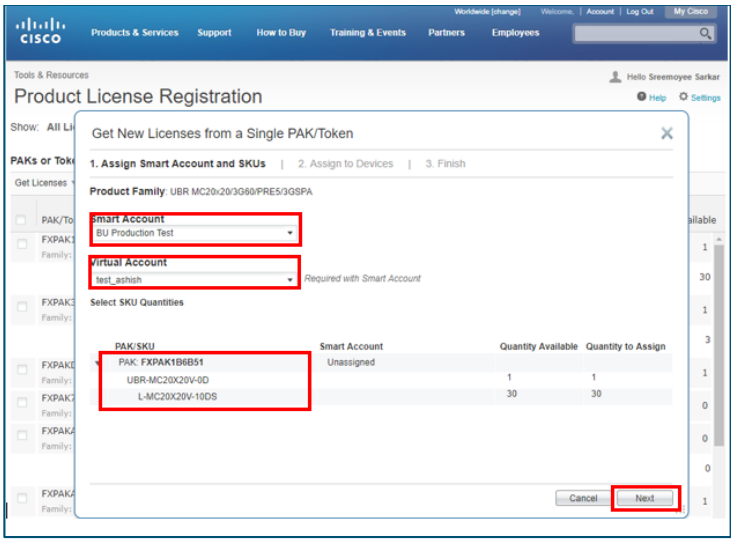 Worldwide [change] Welcome, | Account | Log Out My Cisco
CISCO
Products & Services Support How to Buy Training & Events Partners Employees
Tools & Resources
Hello Sreemoyee Sarkar
Product License Registration
Help Settings
Show: All Li
Get New Licenses from a Single PAK/Token
PAKs or Toke
1. Assign Smart Account and SKUs | 2. Assign to Devices | 3. Finish
Get Licenses
Product Family: UBR MC20x20/3G60/PRE5/3GSPA
PAK/To
Smart Account
ailable
BU Production Test
FXPAK1
1
Family:
Virtual Account
test_ashish
Required with Smart Account
30
FXPAK3
Select SKU Quantities
1
Family:
3
PAK/SKU Smart Account Quantity Available Quantity to Assign
FXPAKD
PAK: FXPAK1B6B51 Unassigned
1
Family:
UBR-MC20X20V-0D 1 1
FXPAK7
L-MC20X20V-10DS 30 30
0
Family:
FXPAKA
0
Family:
0
FXPAKA
Cancel Next
1
Family: